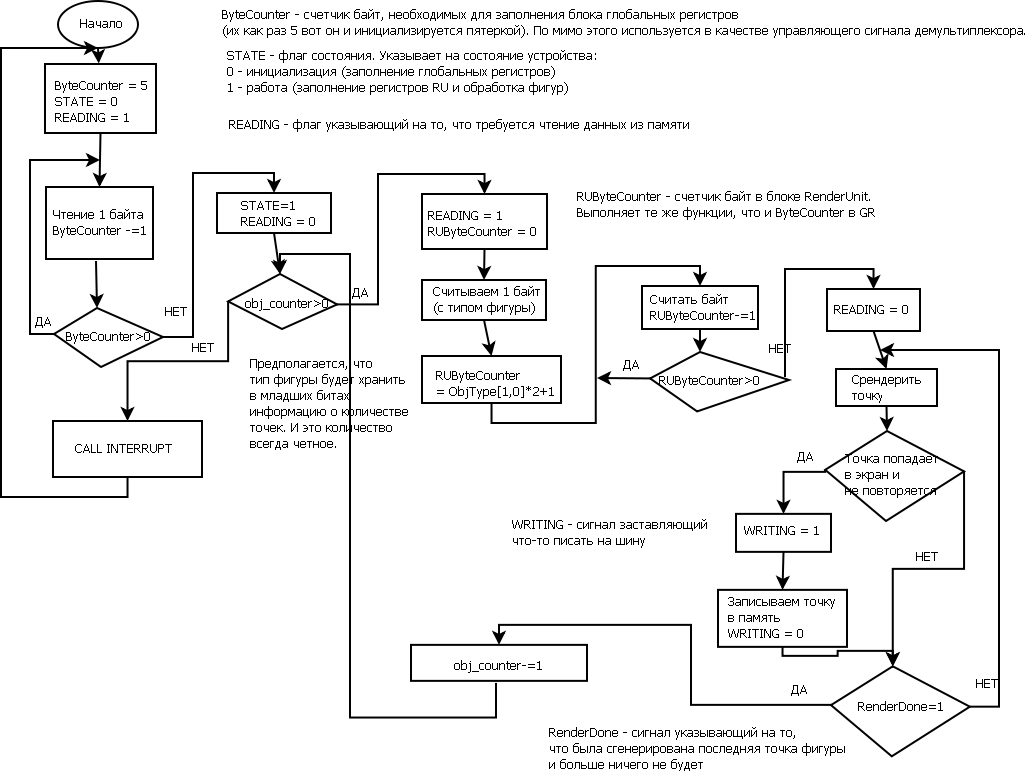 Начало
ByteCounter - счетчик байт, необходимых для заполнения блока глобальных регистров
(их как раз 5 вот он и инициализируется пятеркой). По мимо этого используется в качестве управляющего сигнала демультиплексора.
STATE - флаг состояния. Указывает на состояние устройства:
0 - инициализация (заполнение глобальных регистров)
1 - работа (заполнение регистров RU и обработка фигур)
READING - флаг указывающий на то, что требуется чтение данных из памяти
ByteCounter = 5
STATE = 0
READING = 1
Чтение 1 байта
ByteCounter -=1
ByteCounter>0
ДА
НЕТ
STATE=1
READING = 0
obj_counter>0
ДА
НЕТ
CALL INTERRUPT
Предполагается, что
тип фигуры будет хранить
в младших битах
информацию о количестве
точек. И это количество
всегда четное.
READING = 1
RUByteCounter = 0
Считываем 1 байт
(с типом фигуры)
RUByteCounter
= ObjType[1,0]*2+1
RUByteCounter - счетчик байт в блоке RenderUnit.
Выполняет те же функции, что и ByteCounter в GR
Считать байт
RUByteCounter-=1
RUByteCounter>0
ДА
НЕТ
READING = 0
Срендерить
точку
Точка попадает
в экран и
не повторяется
ДА
НЕТ
WRITING - сигнал заставляющий
что-то писать на шину
WRITING = 1
Записываем точку
в память
WRITING = 0
RenderDone=1
ДА
НЕТ
obj_counter-=1
RenderDone - сигнал указывающий на то,
что была сгенерирована последняя точка фигуры
и больше ничего не будет